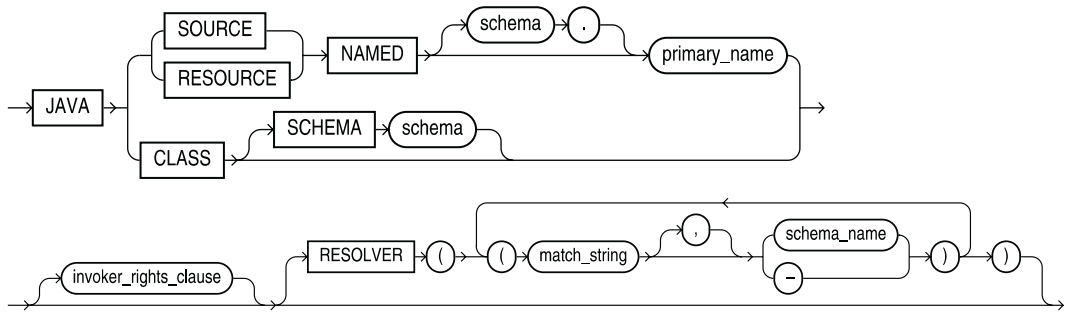 schema .
SOURCE
NAMED primary_name
RESOURCE
JAVA
SCHEMA schema
CLASS
,
schema_name
RESOLVER ( ( match_string ) )
invoker_rights_clause
–